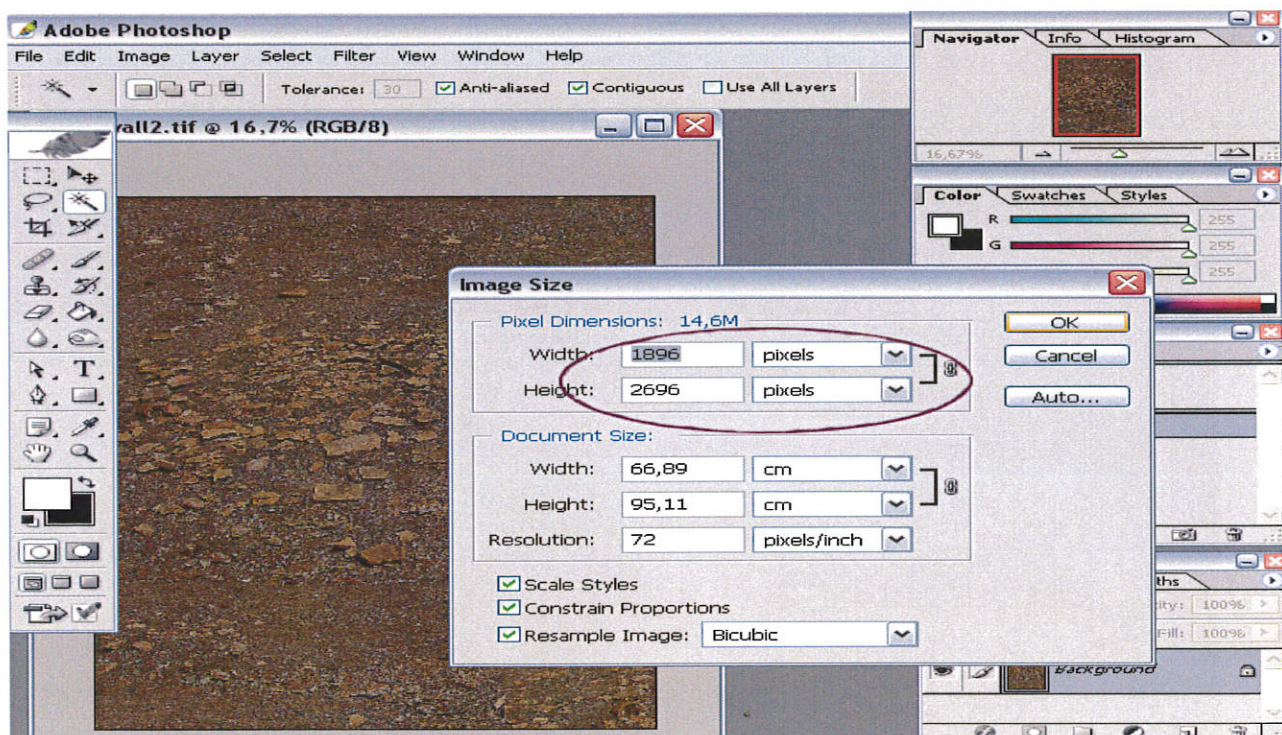 Adobe Photoshop
File Edit Image Layer Select Filter View Window Help
Tolerance: 30 Anti-aliased Contiguous Use All Layers
vall2.tif @ 16,7% (RGB/8)
Navigator Info Histogram
16,67%
Color Swatches Styles
R 255
G 255
255
Image Size
Pixel Dimensions: 14,6M
Width: 1896 pixels
Height: 2696 pixels
OK
Cancel
Auto...
Document Size:
Width: 66,89 cm
Height: 95,11 cm
Resolution: 72 pixels/inch
Scale Styles
Constrain Proportions
Resample Image: Bicubic
ths
ity: 100%
Fill: 100%
Background